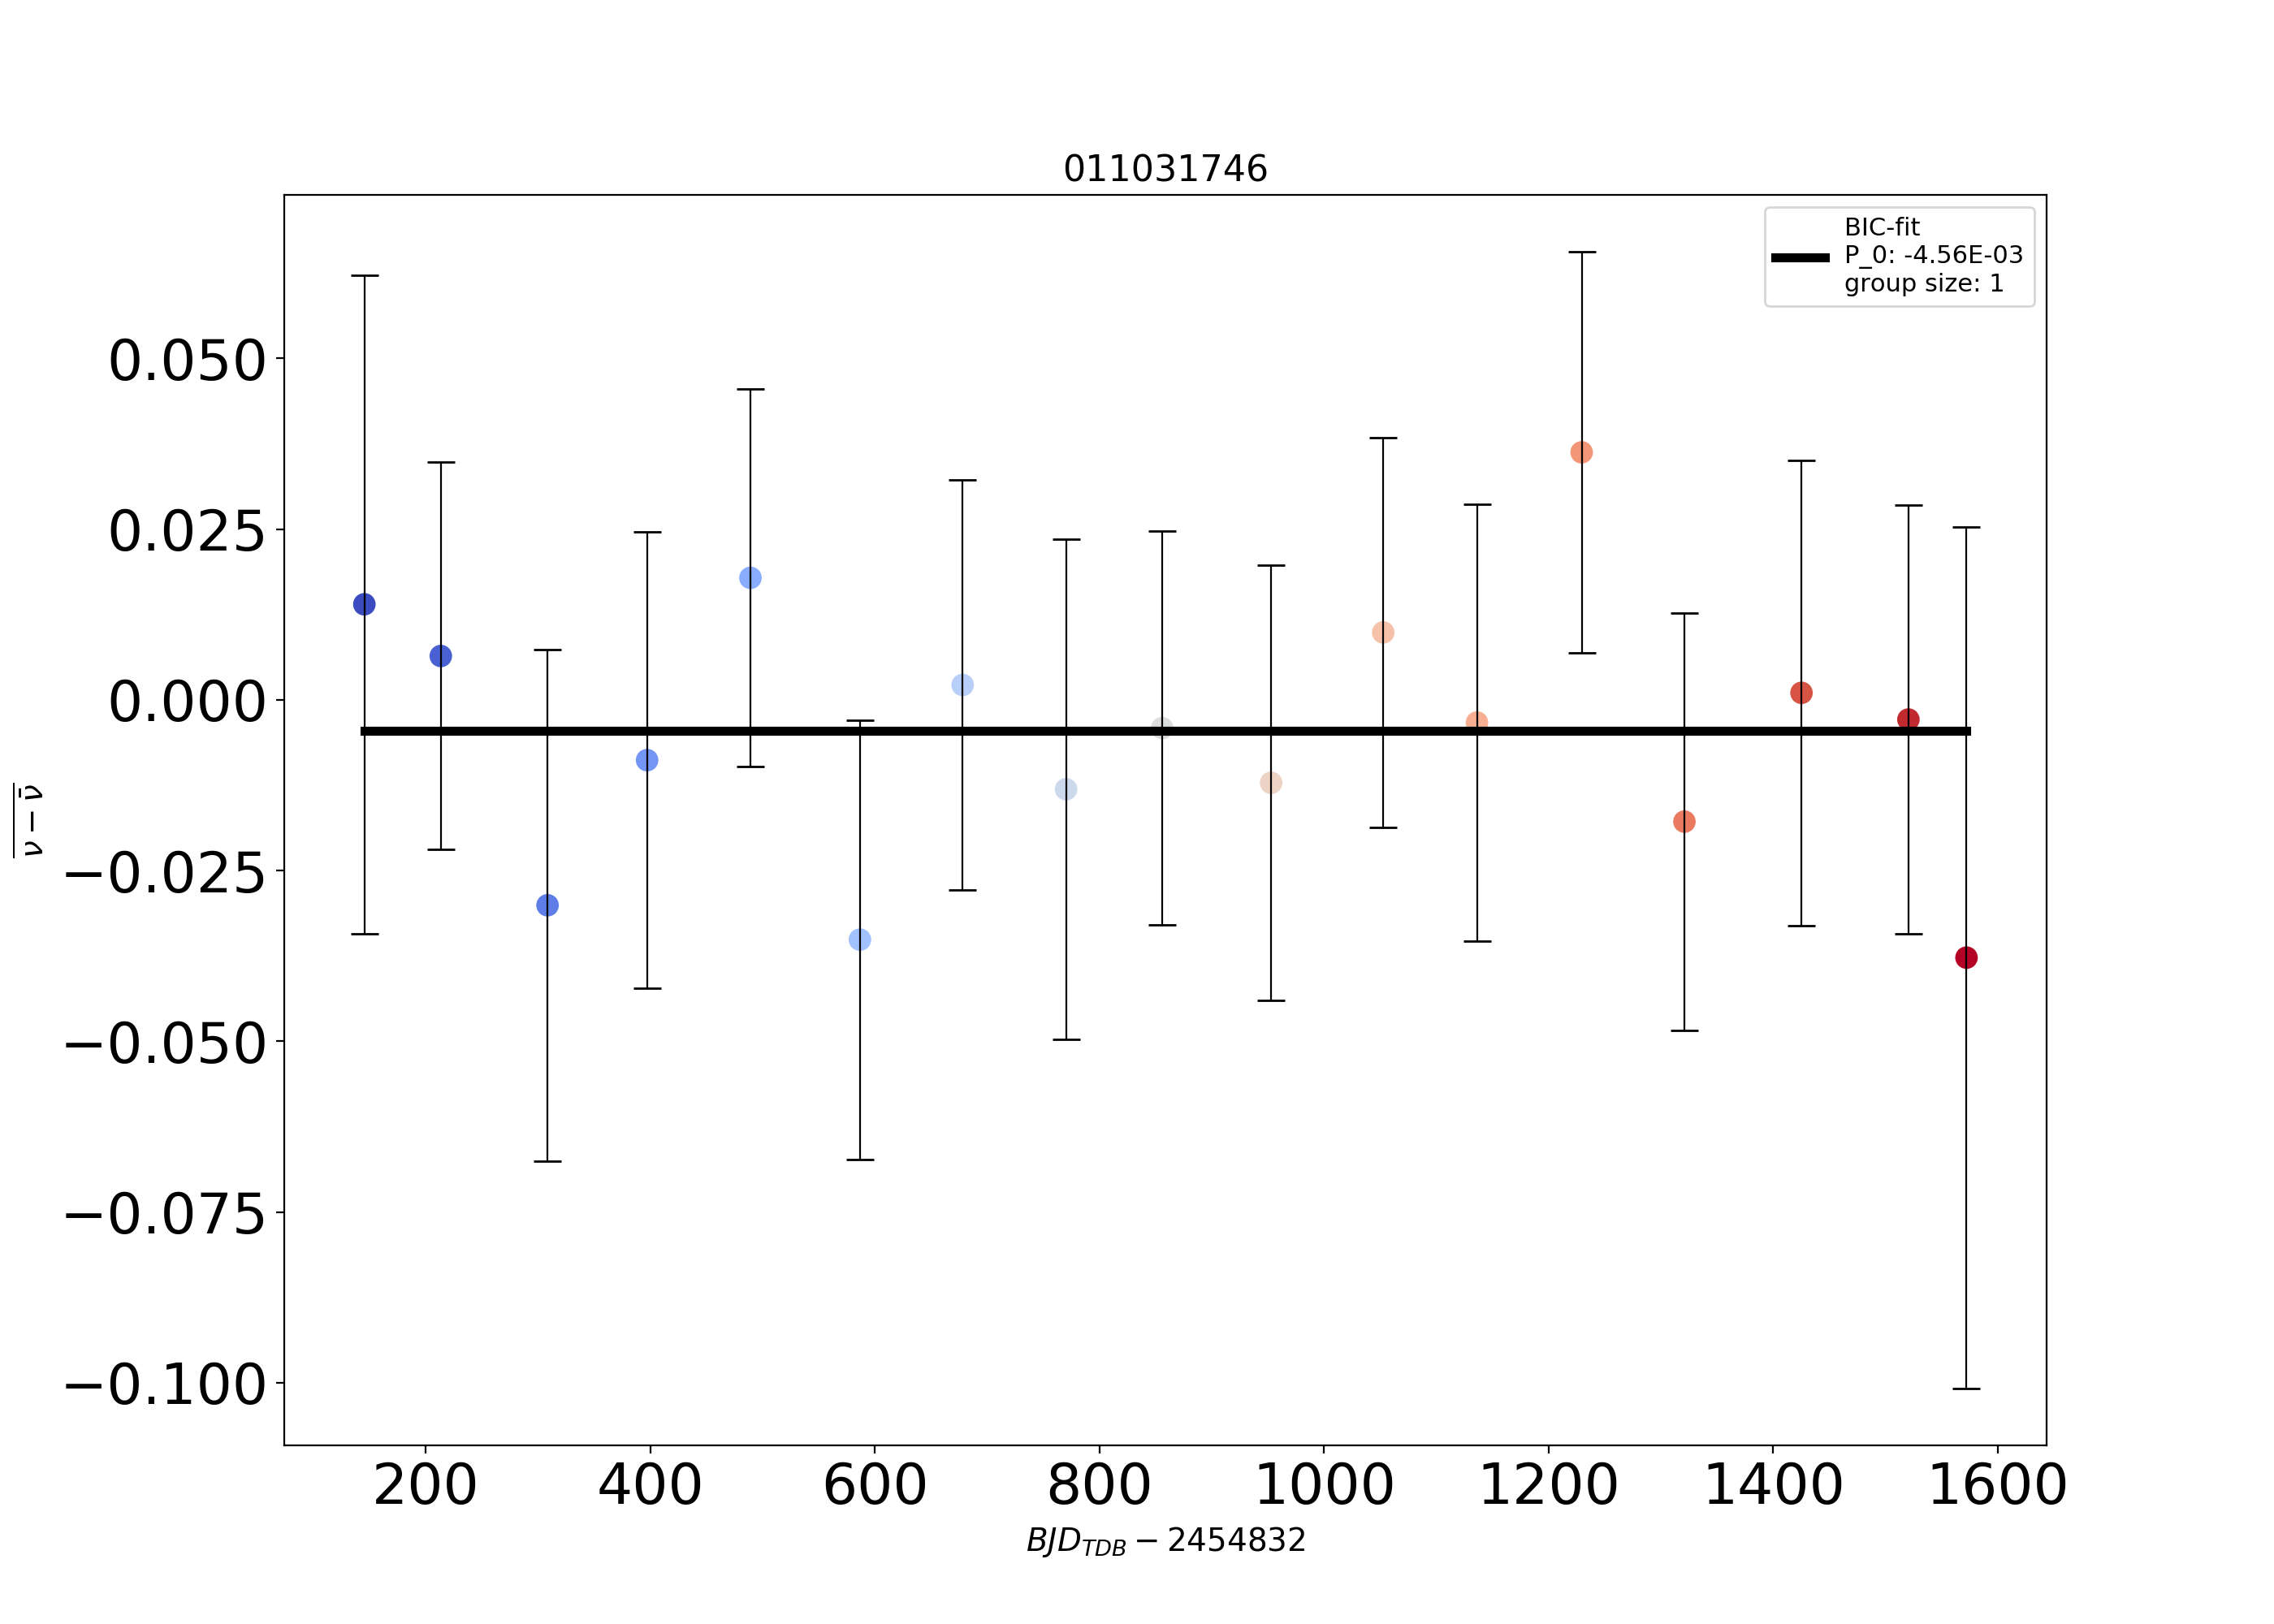 011031746
BIC-fit
P_0: -4.56E-03
group size: 1
0.050
0.025
0.000
−0.025
−0.050
−0.075
−0.100
ν − ν̄
200 400 600 800 1000 1200 1400 1600
BJD_TDB − 2454832